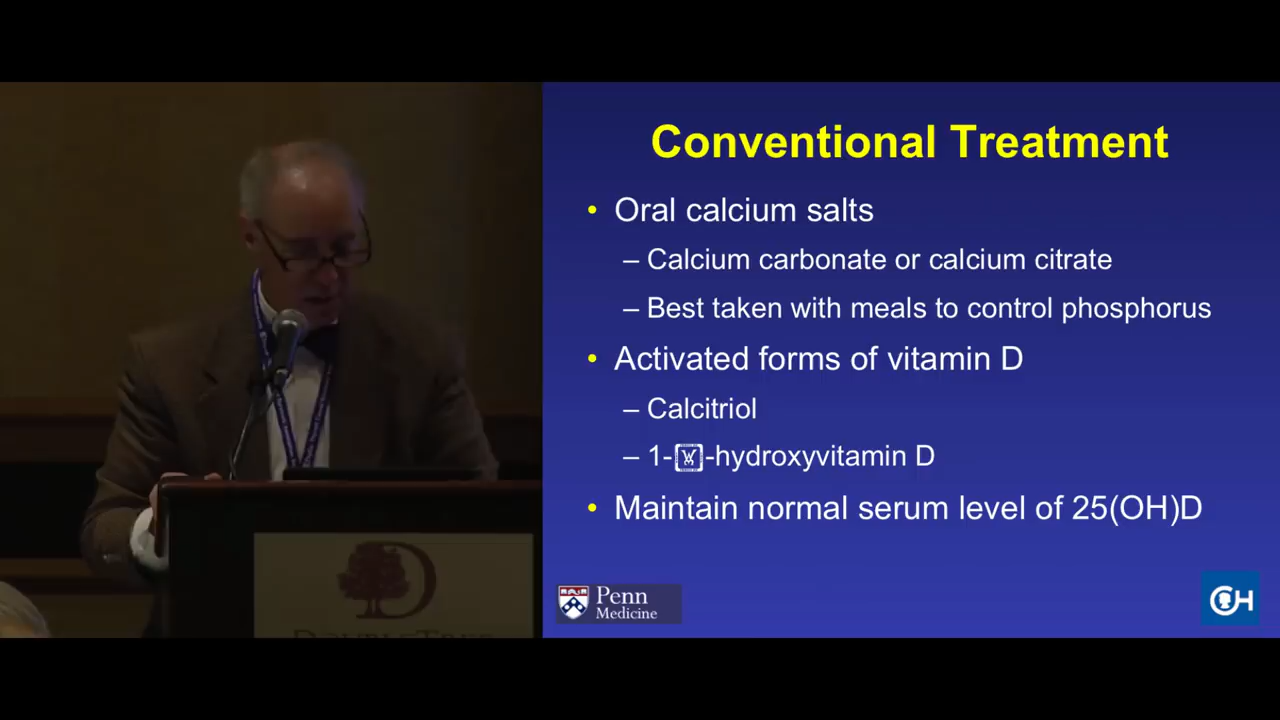 Conventional Treatment
• Oral calcium salts
– Calcium carbonate or calcium citrate
– Best taken with meals to control phosphorus
• Activated forms of vitamin D
– Calcitriol
– 1--hydroxyvitamin D
• Maintain normal serum level of 25(OH)D
Penn
Medicine
D
DOUBLETREE